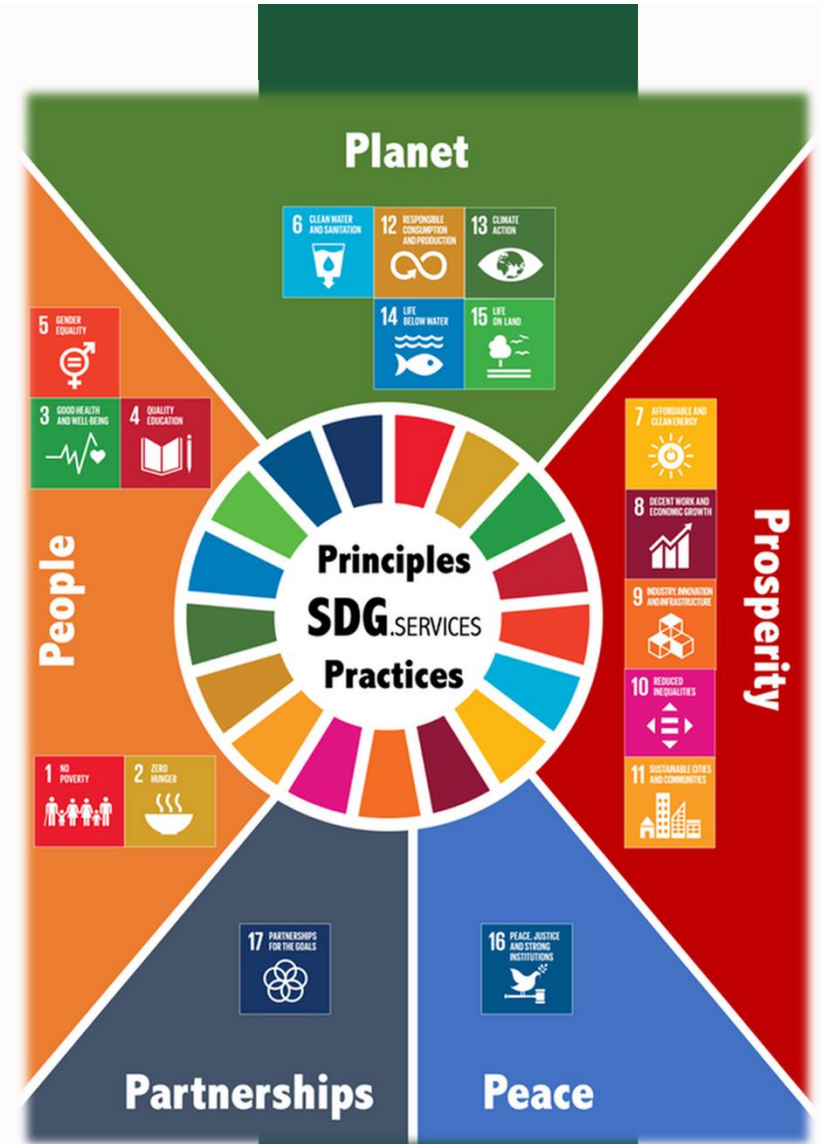 Planet
6 CLEAN WATER
AND SANITATION
12 RESPONSIBLE
CONSUMPTION
AND PRODUCTION
13 CLIMATE
ACTION
14 LIFE
BELOW WATER
15 LIFE
ON LAND
5 GENDER
EQUALITY
3 GOOD HEALTH
AND WELL-BEING
4 QUALITY
EDUCATION
People
1 NO
POVERTY
2 ZERO
HUNGER
Principles
SDG.SERVICES
Practices
7 AFFORDABLE AND
CLEAN ENERGY
8 DECENT WORK AND
ECONOMIC GROWTH
9 INDUSTRY, INNOVATION
AND INFRASTRUCTURE
10 REDUCED
INEQUALITIES
11 SUSTAINABLE CITIES
AND COMMUNITIES
Prosperity
17 PARTNERSHIPS
FOR THE GOALS
Partnerships
16 PEACE, JUSTICE
AND STRONG
INSTITUTIONS
Peace